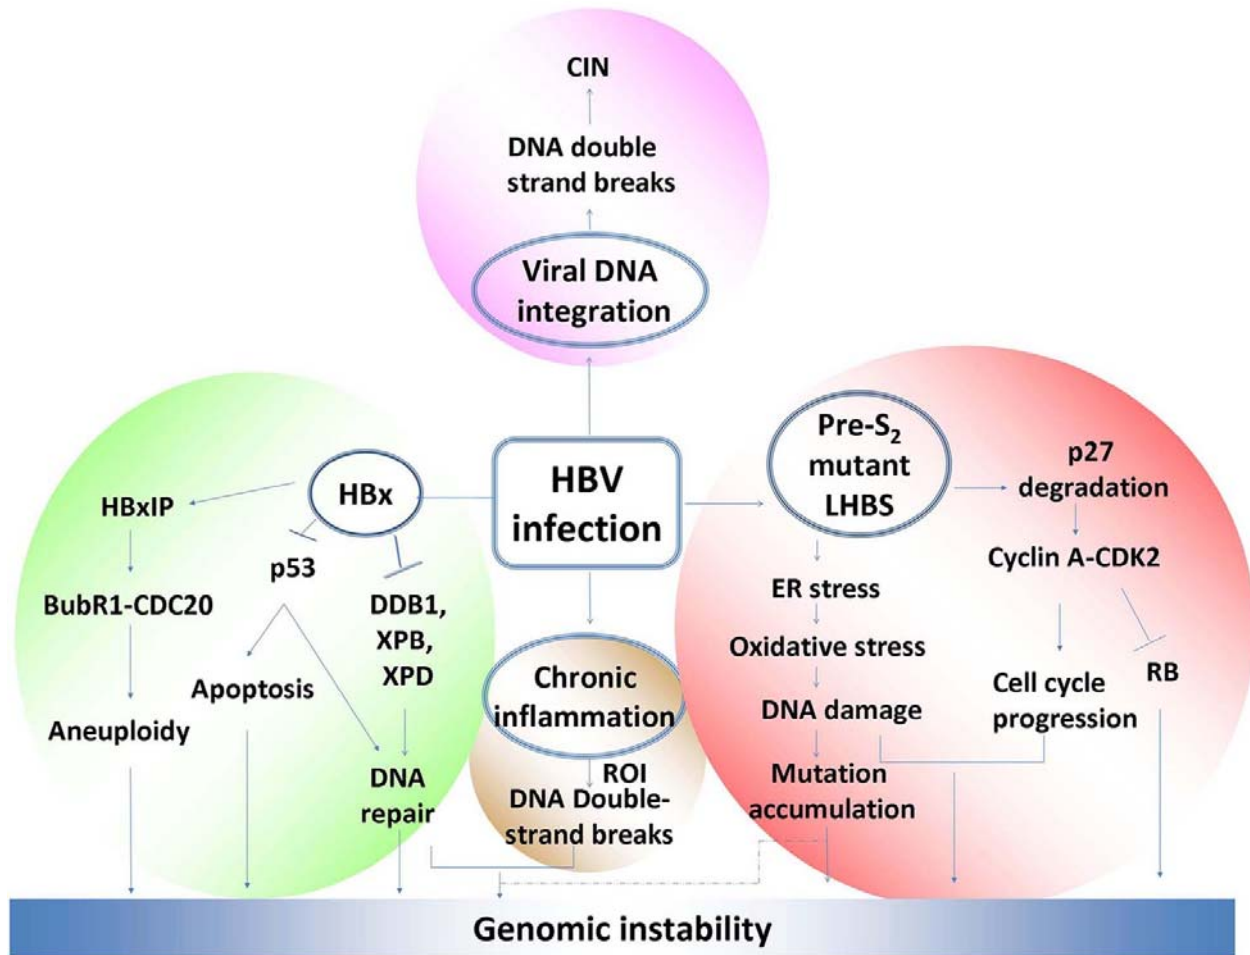 CIN
DNA double
strand breaks
Viral DNA
integration
HBV
infection
HBx
HBxIP
BubR1-CDC20
Aneuploidy
p53
Apoptosis
DDB1,
XPB,
XPD
DNA
repair
Chronic
inflammation
ROI
DNA Double-
strand breaks
Pre-S₂
mutant
LHBS
ER stress
Oxidative stress
DNA damage
Mutation
accumulation
p27
degradation
Cyclin A-CDK2
Cell cycle
progression
RB
Genomic instability